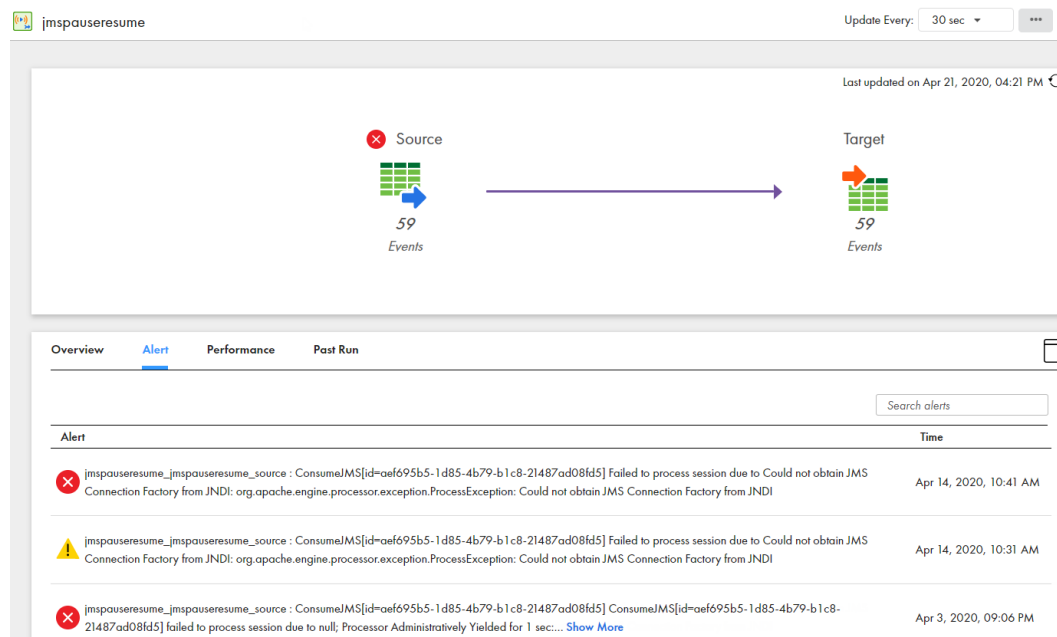 jmspauseresume
Update Every: 30 sec
Last updated on Apr 21, 2020, 04:21 PM
Source
Target
59
59
Events
Events
Overview Alert Performance Past Run
Search alerts
Alert Time
jmspauseresume_jmspauseresume_source : ConsumeJMS[id=aef695b5-1d85-4b79-b1c8-21487ad08fd5] Failed to process session due to Could not obtain JMS
Connection Factory from JNDI: org.apache.engine.processor.exception.ProcessException: Could not obtain JMS Connection Factory from JNDI
Apr 14, 2020, 10:41 AM
jmspauseresume_jmspauseresume_source : ConsumeJMS[id=aef695b5-1d85-4b79-b1c8-21487ad08fd5] Failed to process session due to Could not obtain JMS
Connection Factory from JNDI: org.apache.engine.processor.exception.ProcessException: Could not obtain JMS Connection Factory from JNDI
Apr 14, 2020, 10:31 AM
jmspauseresume_jmspauseresume_source : ConsumeJMS[id=aef695b5-1d85-4b79-b1c8-21487ad08fd5] ConsumeJMS[id=aef695b5-1d85-4b79-b1c8-
21487ad08fd5] failed to process session due to null; Processor Administratively Yielded for 1 sec:... Show More
Apr 3, 2020, 09:06 PM